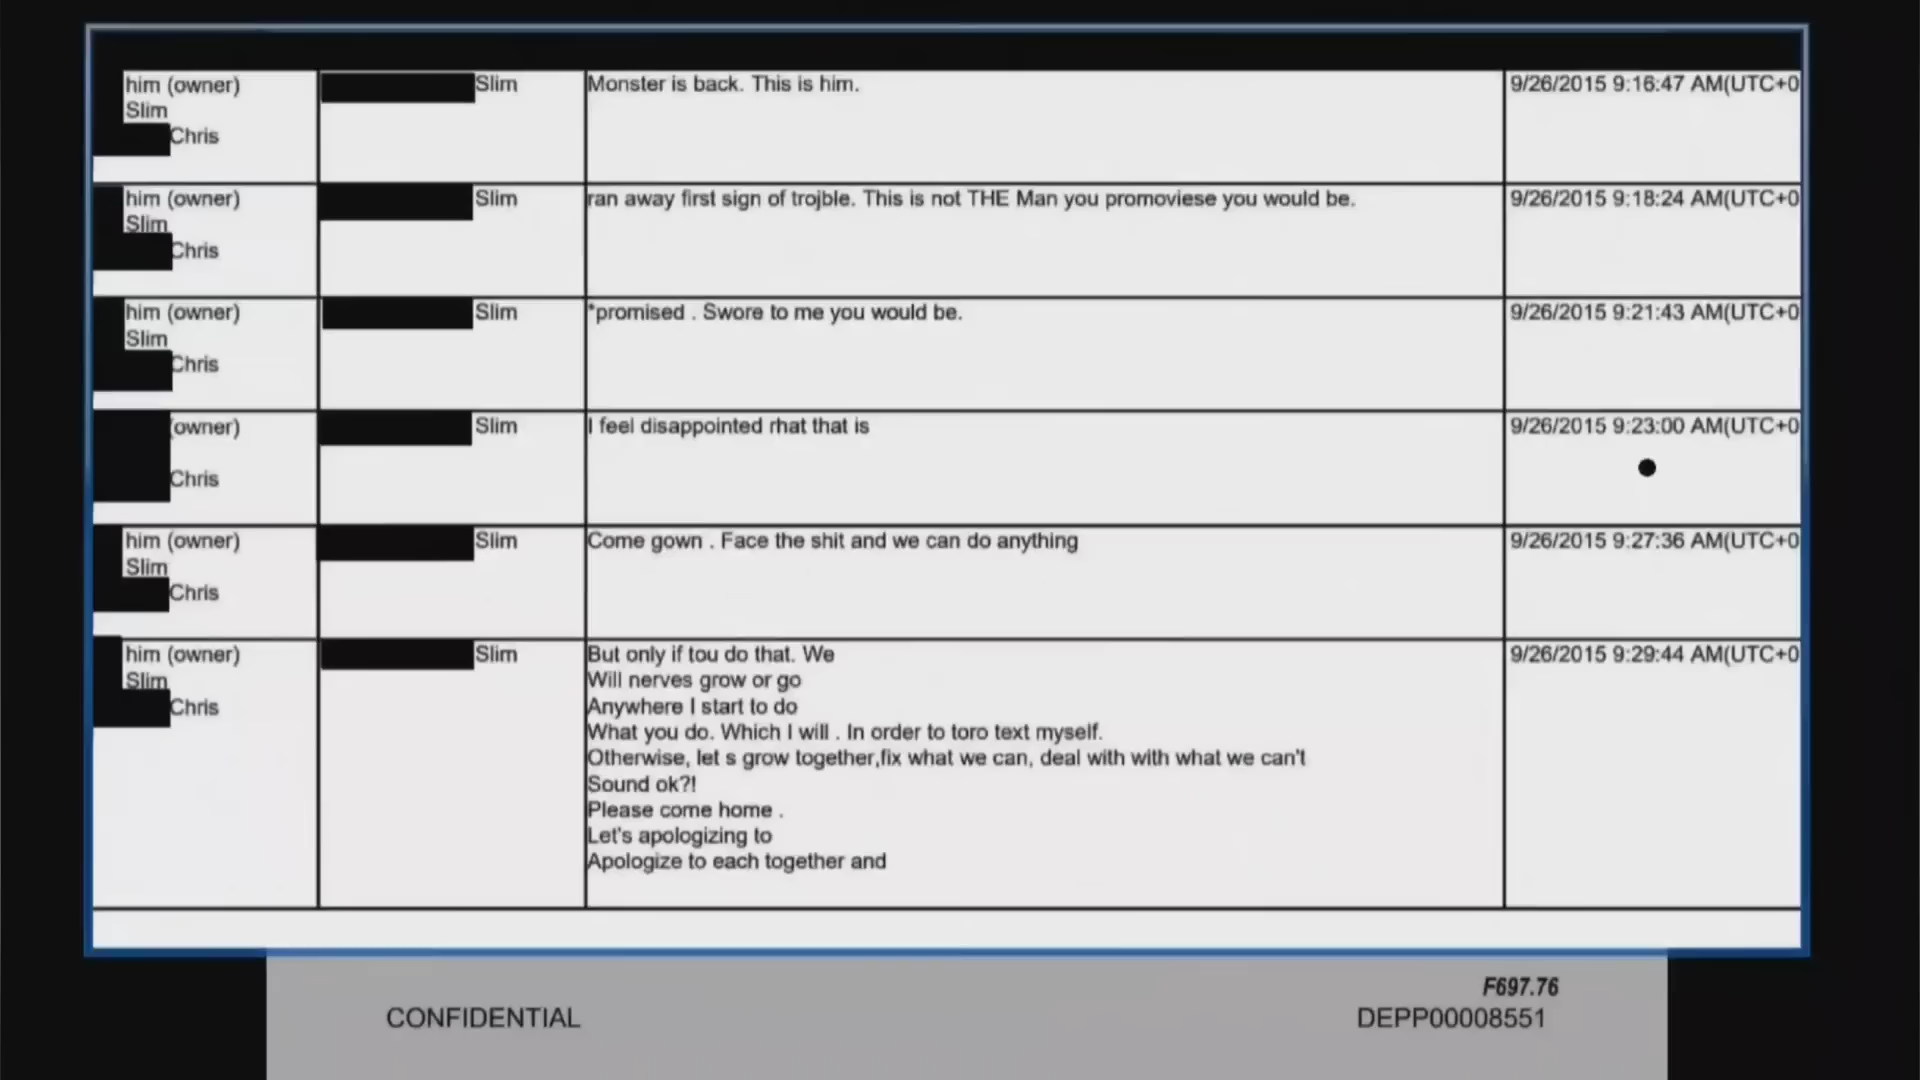 him (owner)
Slim
Chris
Slim
Monster is back. This is him.
9/26/2015 9:16:47 AM(UTC+0
him (owner)
Slim
Chris
Slim
ran away first sign of trojble. This is not THE Man you promoviese you would be.
9/26/2015 9:18:24 AM(UTC+0
him (owner)
Slim
Chris
Slim
*promised . Swore to me you would be.
9/26/2015 9:21:43 AM(UTC+0
(owner)
Chris
Slim
I feel disappointed rhat that is
9/26/2015 9:23:00 AM(UTC+0
him (owner)
Slim
Chris
Slim
Come gown . Face the shit and we can do anything
9/26/2015 9:27:36 AM(UTC+0
him (owner)
Slim
Chris
Slim
But only if tou do that. We
Will nerves grow or go
Anywhere I start to do
What you do. Which I will . In order to toro text myself.
Otherwise, let s grow together,fix what we can, deal with with what we can't
Sound ok?!
Please come home .
Let's apologizing to
Apologize to each together and
9/26/2015 9:29:44 AM(UTC+0
F697.76
CONFIDENTIAL
DEPP00008551